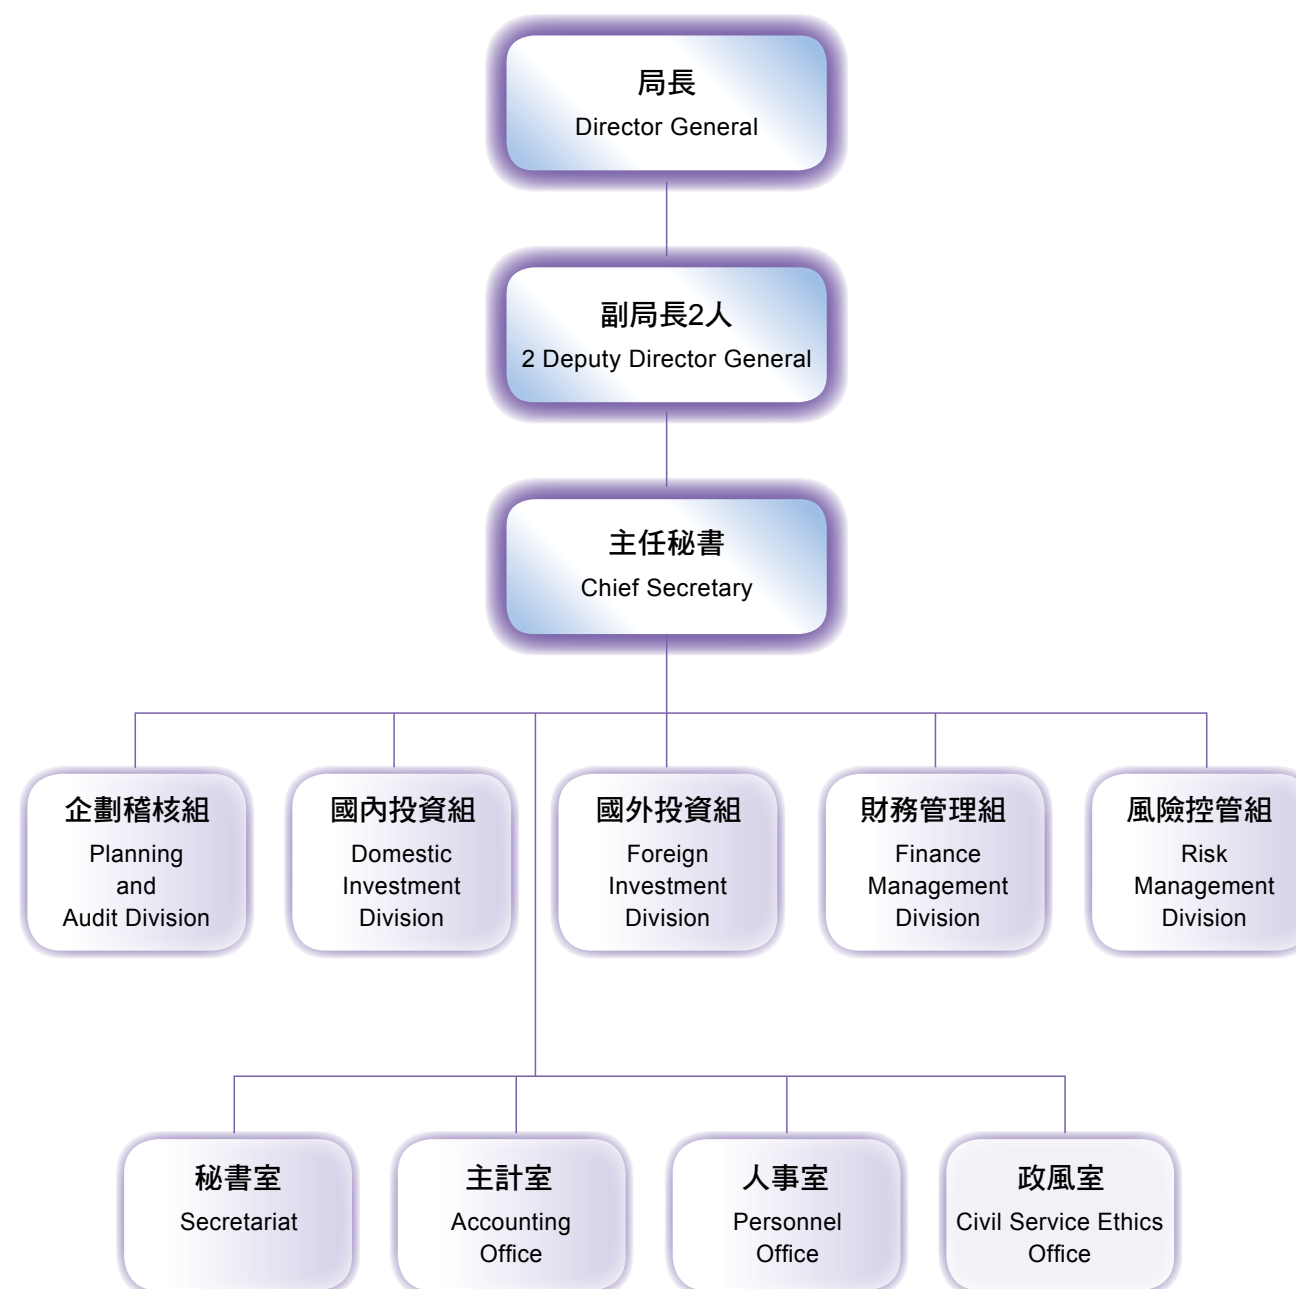 局長
Director General
副局長2人
2 Deputy Director General
主任秘書
Chief Secretary
企劃稽核組
Planning
and
Audit Division
國內投資組
Domestic
Investment
Division
國外投資組
Foreign
Investment
Division
財務管理組
Finance
Management
Division
風險控管組
Risk
Management
Division
秘書室
Secretariat
主計室
Accounting
Office
人事室
Personnel
Office
政風室
Civil Service Ethics
Office